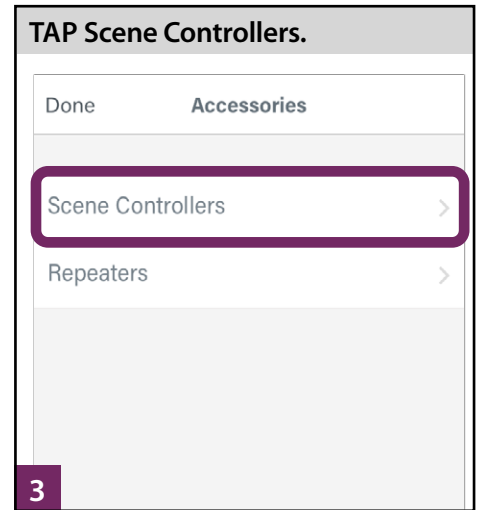 TAP Scene Controllers.
Done Accessories
Scene Controllers
Repeaters
3